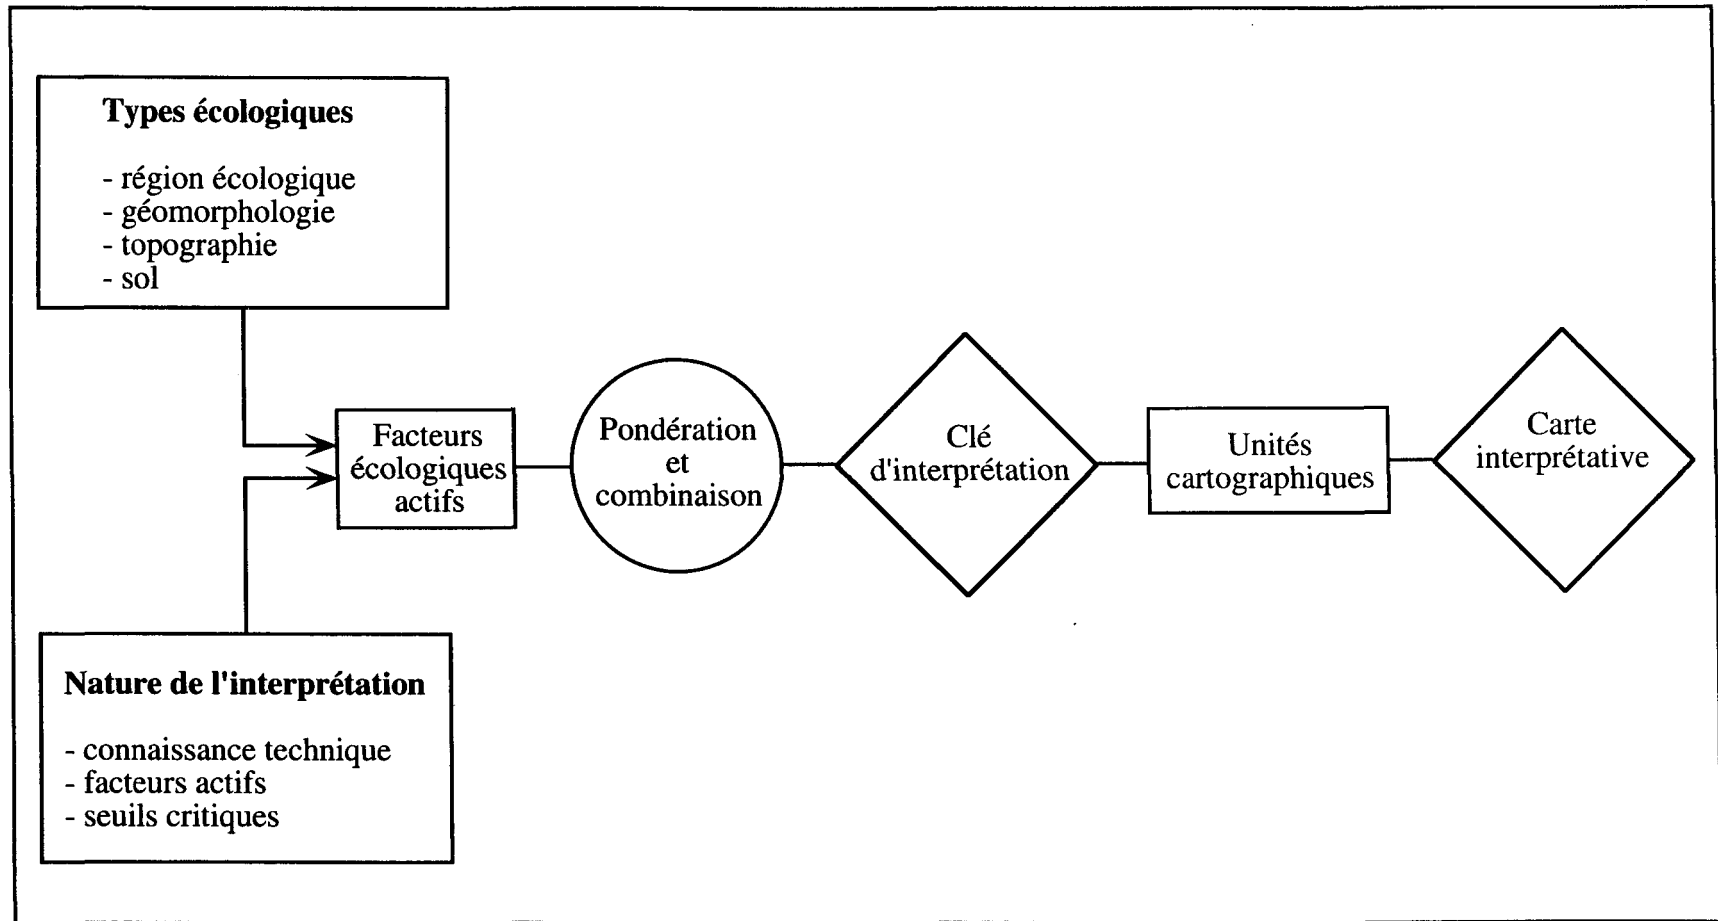 Types écologiques
- région écologique
- géomorphologie
- topographie
- sol
Facteurs
écologiques
actifs
Pondération
et
combinaison
Clé
d'interprétation
Unités
cartographiques
Carte
interprétative
Nature de l'interprétation
- connaissance technique
- facteurs actifs
- seuils critiques